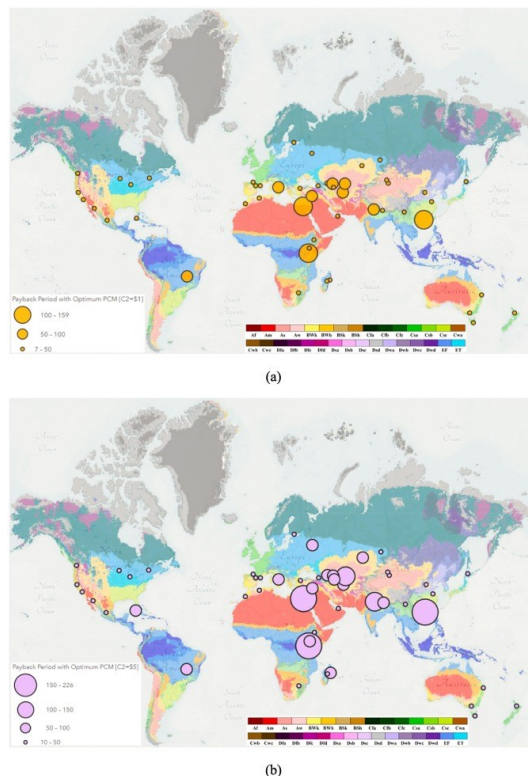 Payback Period with Optimum PCM (C2=$1)
100 - 159
50 - 100
7 - 50
Af Am As Aw BWk BWh BSk BSh Cfa Cfb Cfc Csa Csb Csc Cwa
Cwb Cwc Dfa Dfb Dfc Dfd Dsa Dsb Dsc Dsd Dwa Dwb Dwc Dwd EF ET
(a)
Payback Period with Optimum PCM (C2=$5)
150 - 226
100 - 150
50 - 100
10 - 50
Af Am As Aw BWk BWh BSk BSh Cfa Cfb Cfc Csa Csb Csc Cwa
Cwb Cwc Dfa Dfb Dfc Dfd Dsa Dsb Dsc Dsd Dwa Dwb Dwc Dwd EF ET
(b)